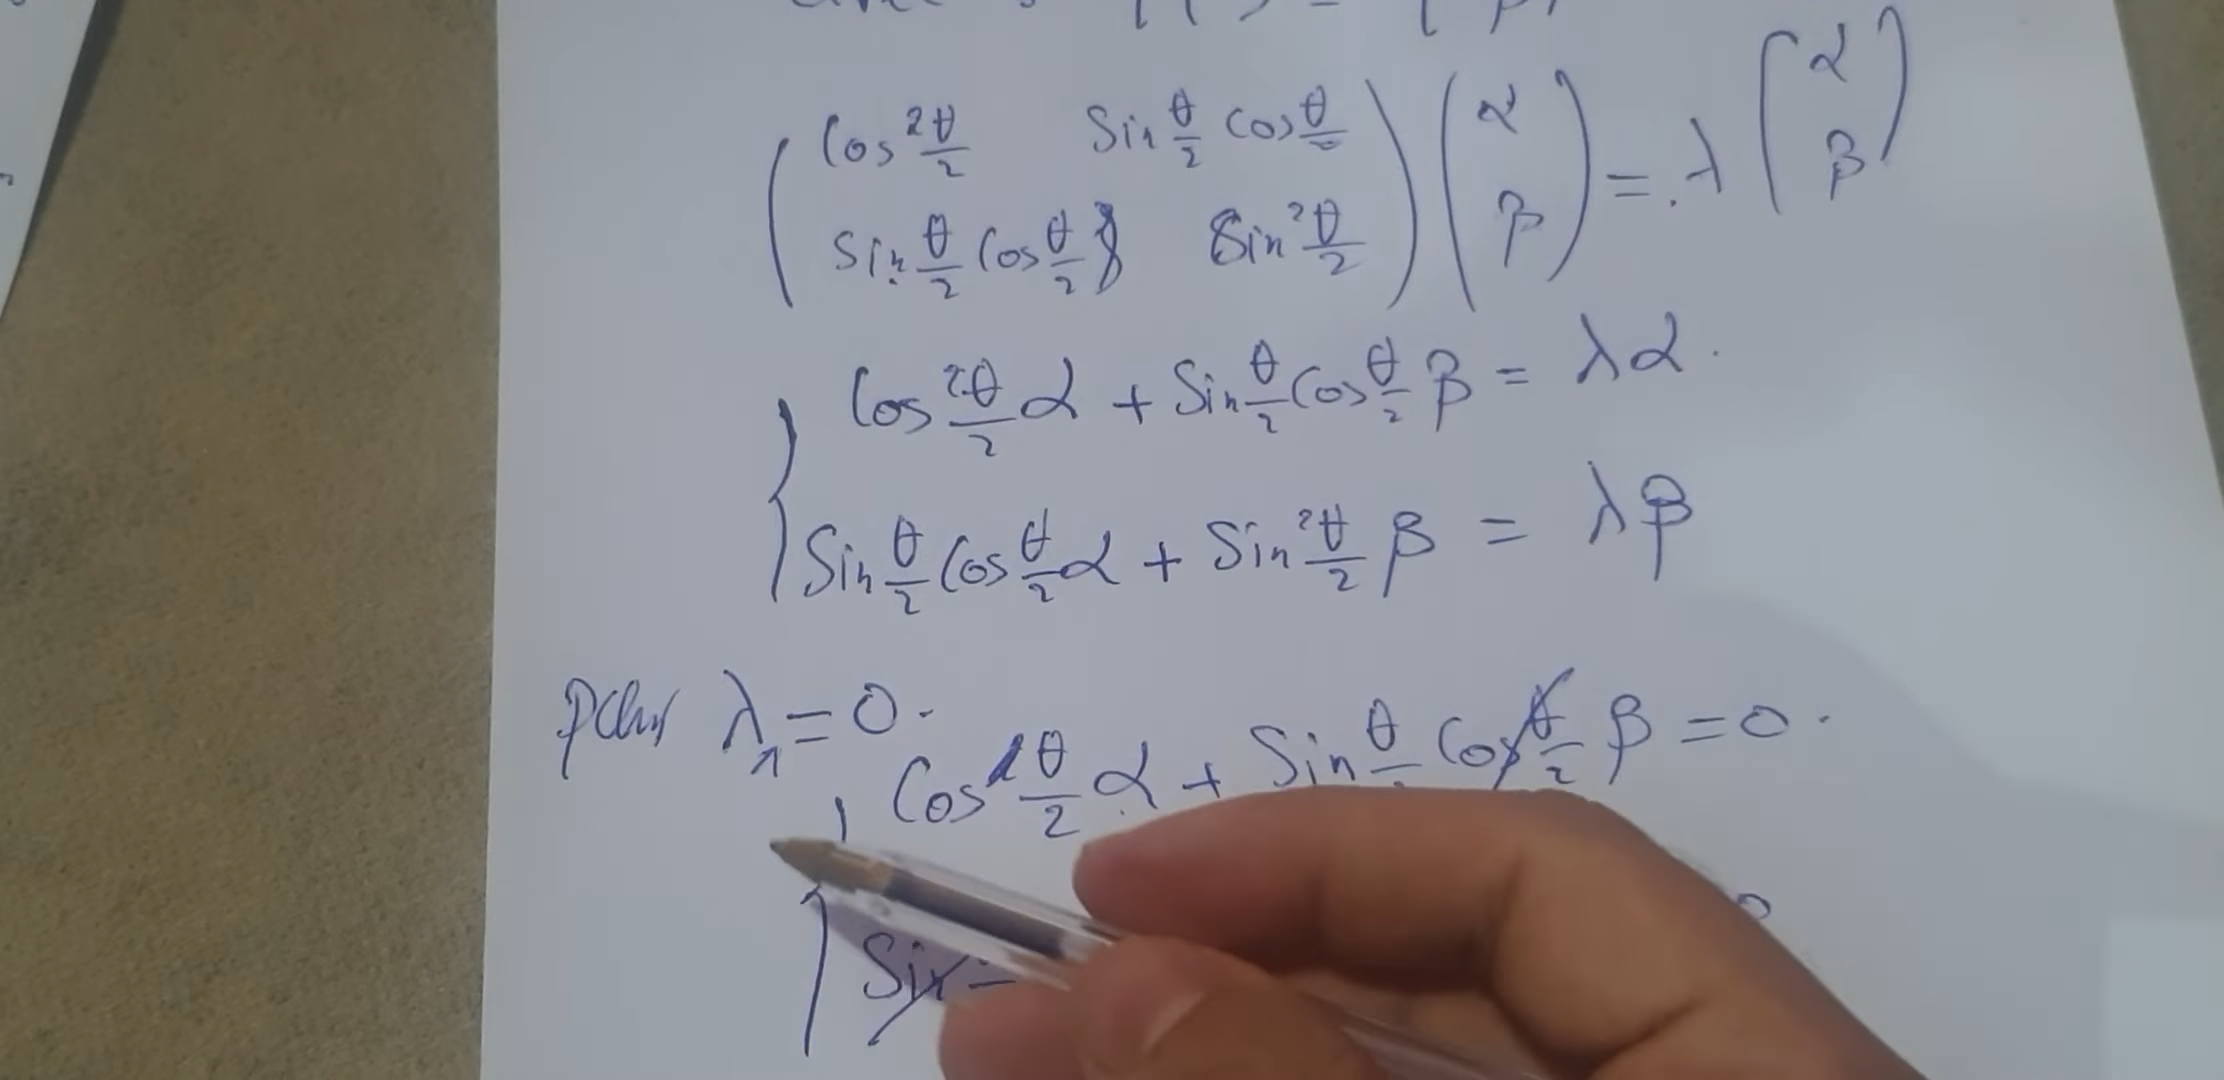 ( cos²θ/2 sin θ/2 cos θ/2 ) ( α ) = λ ( α )
( sin θ/2 cos θ/2 sin²θ/2 ) ( β ) ( β )
cos²θ/2 α + sin θ/2 cos θ/2 β = λα.
sin θ/2 cos θ/2 α + sin²θ/2 β = λβ
pour λ₁ = 0.
cos²θ/2 α + sin θ/2 cos θ/2 β = 0.
sin